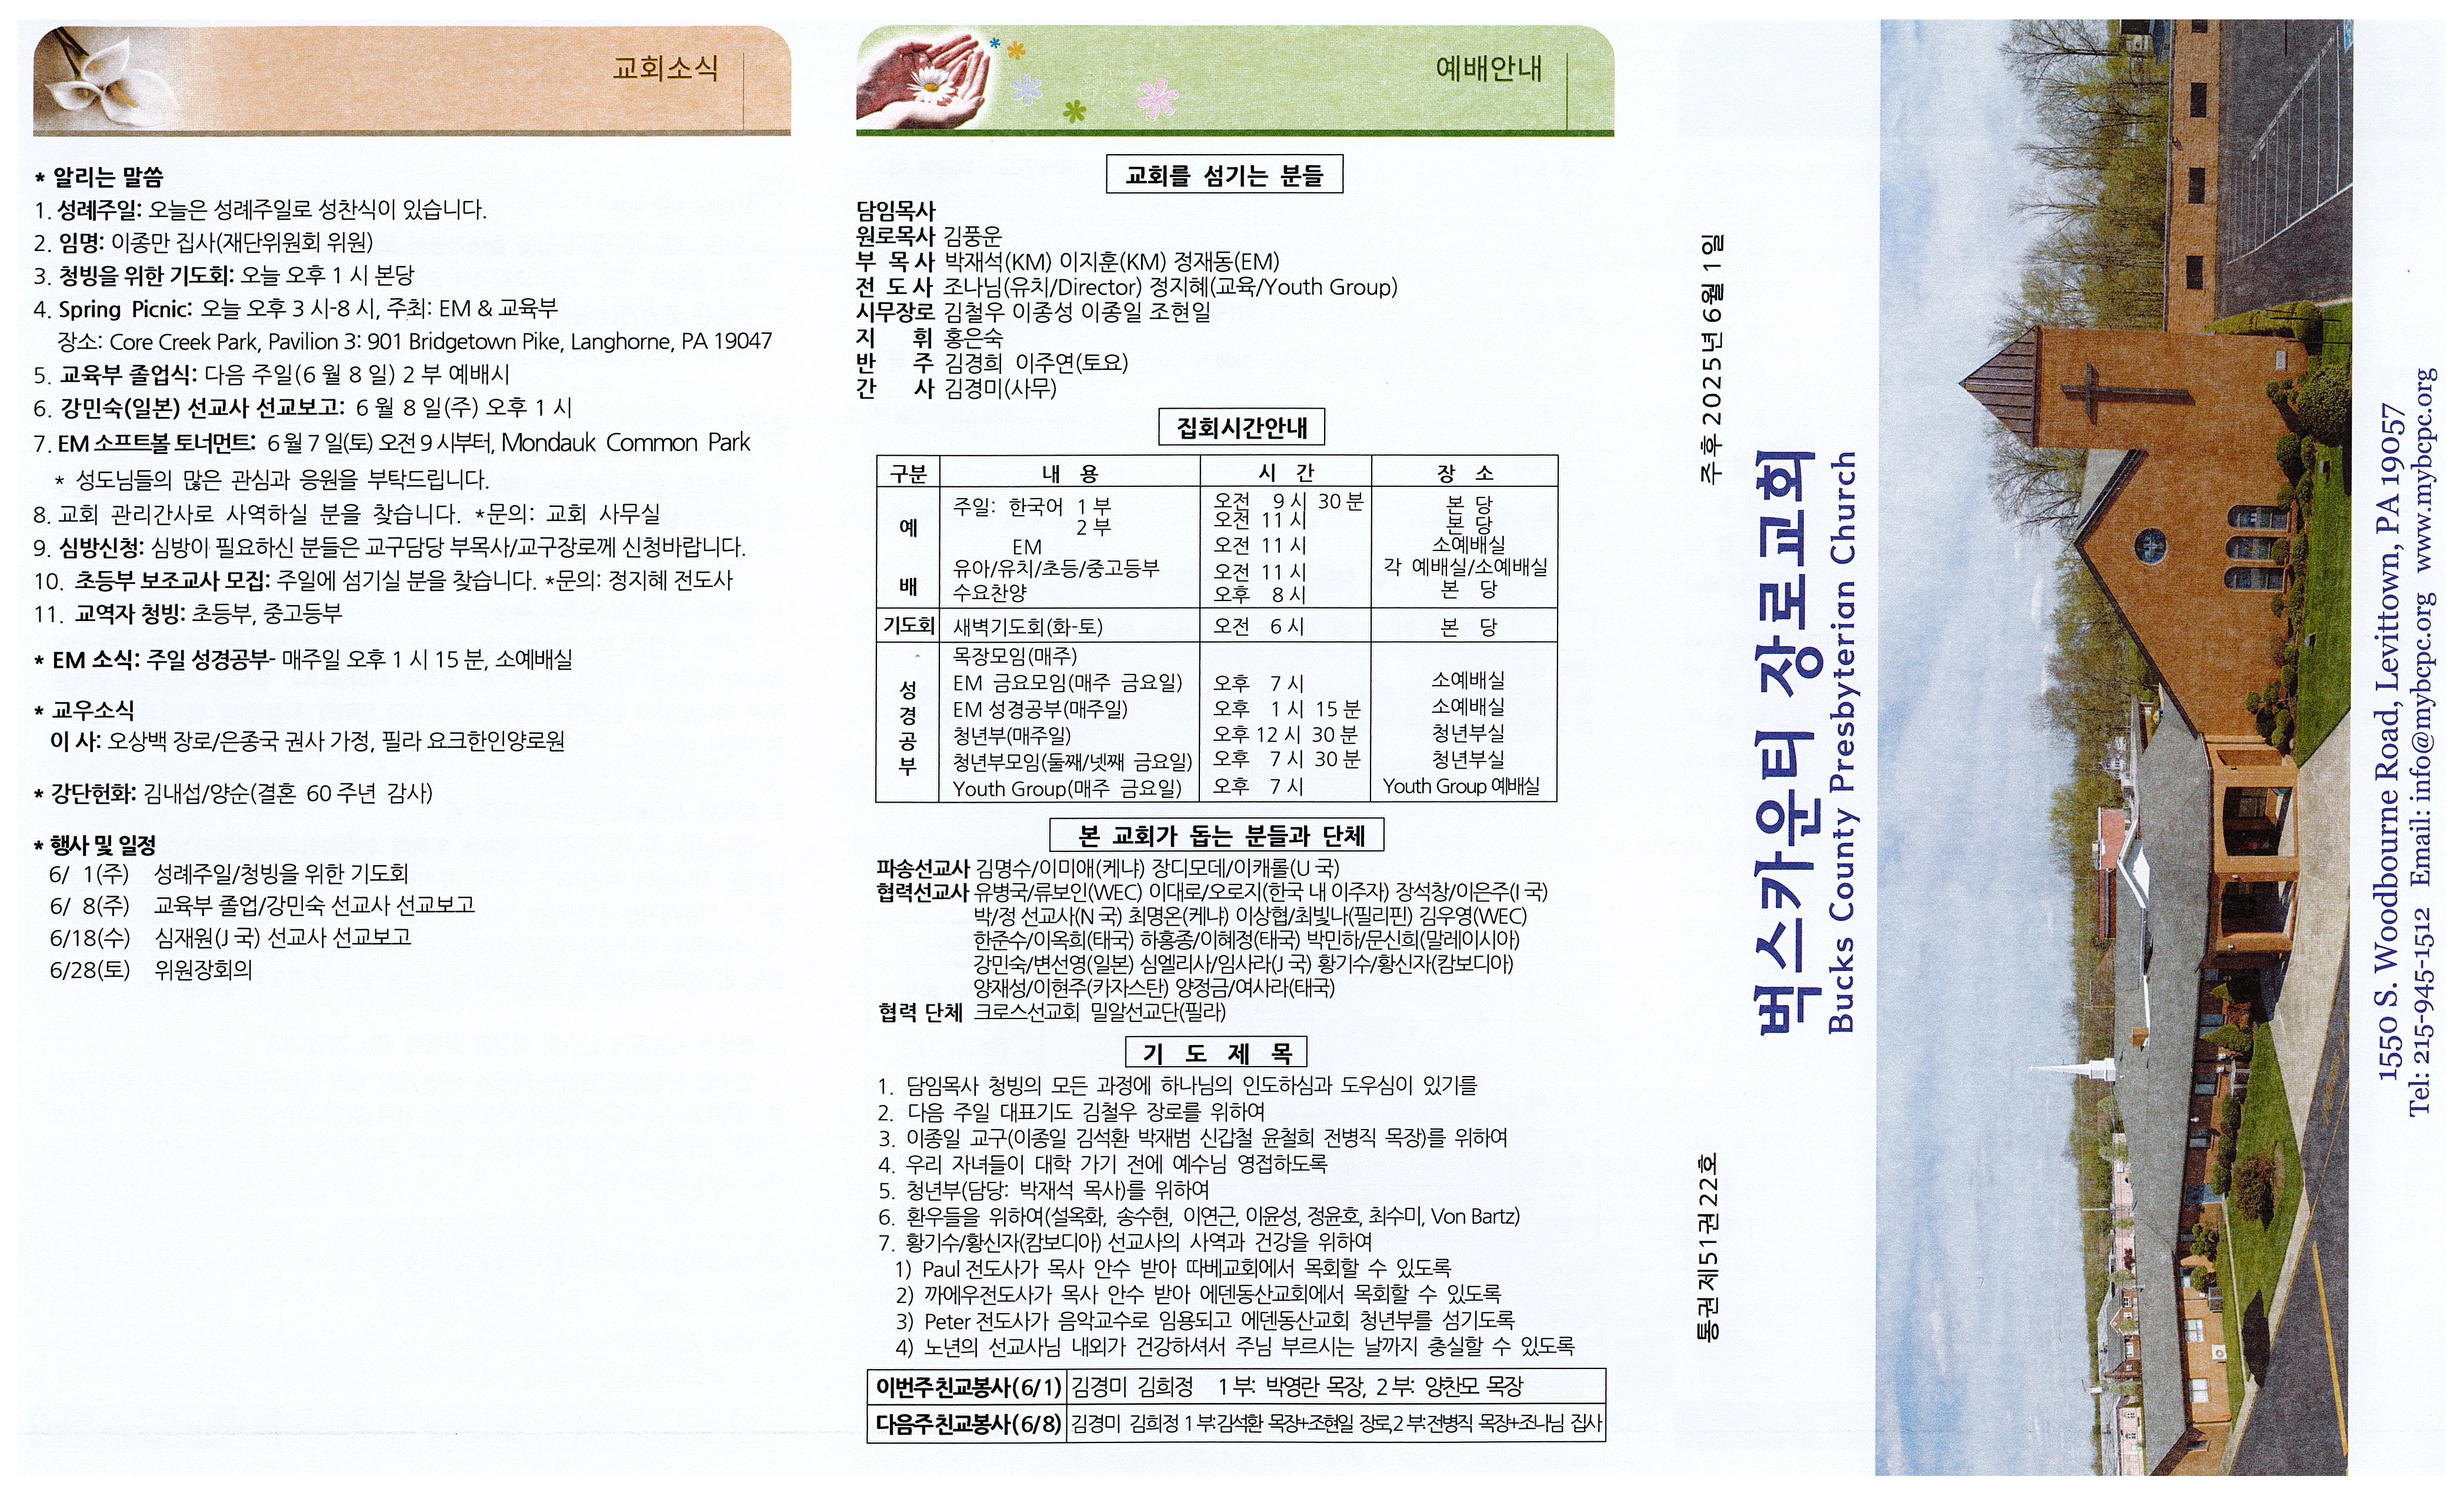 교회소식
* 알리는 말씀
1. 성례주일: 오늘은 성례주일로 성찬식이 있습니다.
2. 임명: 이종만 집사(재단위원회 위원)
3. 청빙을 위한 기도회: 오늘 오후 1 시 본당
4. Spring Picnic: 오늘 오후 3 시-8 시, 주최: EM & 교육부
장소: Core Creek Park, Pavilion 3: 901 Bridgetown Pike, Langhorne, PA 19047
5. 교육부 졸업식: 다음 주일(6 월 8 일) 2 부 예배시
6. 강민숙(일본) 선교사 선교보고: 6 월 8 일(주) 오후 1 시
7. EM 소프트볼 토너먼트: 6 월 7 일(토) 오전 9 시부터, Mondauk Common Park
* 성도님들의 많은 관심과 응원을 부탁드립니다.
8. 교회 관리간사로 사역하실 분을 찾습니다. *문의: 교회 사무실
9. 심방신청: 심방이 필요하신 분들은 교구담당 부목사/교구장로께 신청바랍니다.
10. 초등부 보조교사 모집: 주일에 섬기실 분을 찾습니다. *문의: 정지혜 전도사
11. 교역자 청빙: 초등부, 중고등부
* EM 소식: 주일 성경공부- 매주일 오후 1 시 15 분, 소예배실
* 교우소식
이 사: 오상백 장로/은종국 권사 가정, 필라 요크한인양로원
* 강단헌화: 김내섭/양순(결혼 60 주년 감사)
* 행사 및 일정
6/ 1(주) 성례주일/청빙을 위한 기도회
6/ 8(주) 교육부 졸업/강민숙 선교사 선교보고
6/18(수) 심재원(J 국) 선교사 선교보고
6/28(토) 위원장회의
예배안내
교회를 섬기는 분들
담임목사
원로목사 김풍운
부 목 사 박재석(KM) 이지훈(KM) 정재동(EM)
전 도 사 조나님(유치/Director) 정지혜(교육/Youth Group)
시무장로 김철우 이종성 이종일 조현일
지 휘 홍은숙
반 주 김경희 이주연(토요)
간 사 김경미(사무)
집회시간안내
구분 내 용 시 간 장 소
예 배
주일: 한국어 1 부 오전 9 시 30 분 본 당
2 부 오전 11 시 본 당
EM 오전 11 시 소예배실
유아/유치/초등/중고등부 오전 11 시 각 예배실/소예배실
수요찬양 오후 8 시 본 당
기도회 새벽기도회(화-토) 오전 6 시 본 당
성경공부
목장모임(매주)
EM 금요모임(매주 금요일) 오후 7 시 소예배실
EM 성경공부(매주일) 오후 1 시 15 분 소예배실
청년부(매주일) 오후 12 시 30 분 청년부실
청년부모임(둘째/넷째 금요일) 오후 7 시 30 분 청년부실
Youth Group(매주 금요일) 오후 7 시 Youth Group 예배실
본 교회가 돕는 분들과 단체
파송선교사 김명수/이미애(케냐) 장디모데/이캐롤(U 국)
협력선교사 유병국/류보인(WEC) 이대로/오로지(한국 내 이주자) 장석창/이은주(I 국)
박/정 선교사(N 국) 최명온(케냐) 이상협/최빛나(필리핀) 김우영(WEC)
한준수/이옥희(태국) 하홍종/이혜정(태국) 박민하/문신희(말레이시아)
강민숙/변선영(일본) 심엘리사/임사라(J 국) 황기수/황신자(캄보디아)
양재성/이현주(카자스탄) 양정금/여사라(태국)
협력 단체 크로스선교회 밀알선교단(필라)
기 도 제 목
1. 담임목사 청빙의 모든 과정에 하나님의 인도하심과 도우심이 있기를
2. 다음 주일 대표기도 김철우 장로를 위하여
3. 이종일 교구(이종일 김석환 박재범 신갑철 윤철희 전병직 목장)를 위하여
4. 우리 자녀들이 대학 가기 전에 예수님 영접하도록
5. 청년부(담당: 박재석 목사)를 위하여
6. 환우들을 위하여(설옥화, 송수현, 이연근, 이윤성, 정윤호, 최수미, Von Bartz)
7. 황기수/황신자(캄보디아) 선교사의 사역과 건강을 위하여
1) Paul 전도사가 목사 안수 받아 따베교회에서 목회할 수 있도록
2) 까에우전도사가 목사 안수 받아 에덴동산교회에서 목회할 수 있도록
3) Peter 전도사가 음악교수로 임용되고 에덴동산교회 청년부를 섬기도록
4) 노년의 선교사님 내외가 건강하셔서 주님 부르시는 날까지 충실할 수 있도록
이번주친교봉사(6/1) 김경미 김희정 1 부: 박영란 목장, 2 부: 양찬모 목장
다음주친교봉사(6/8) 김경미 김희정 1 부:김석환 목장+조현일 장로,2 부:전병직 목장+조나님 집사
통권 제51권 22호 주후 2025년 6월 1일
벅스카운티 장로교회
Bucks County Presbyterian Church
1550 S. Woodbourne Road, Levittown, PA 19057
Tel: 215-945-1512 Email: info@mybcpc.org www.mybcpc.org